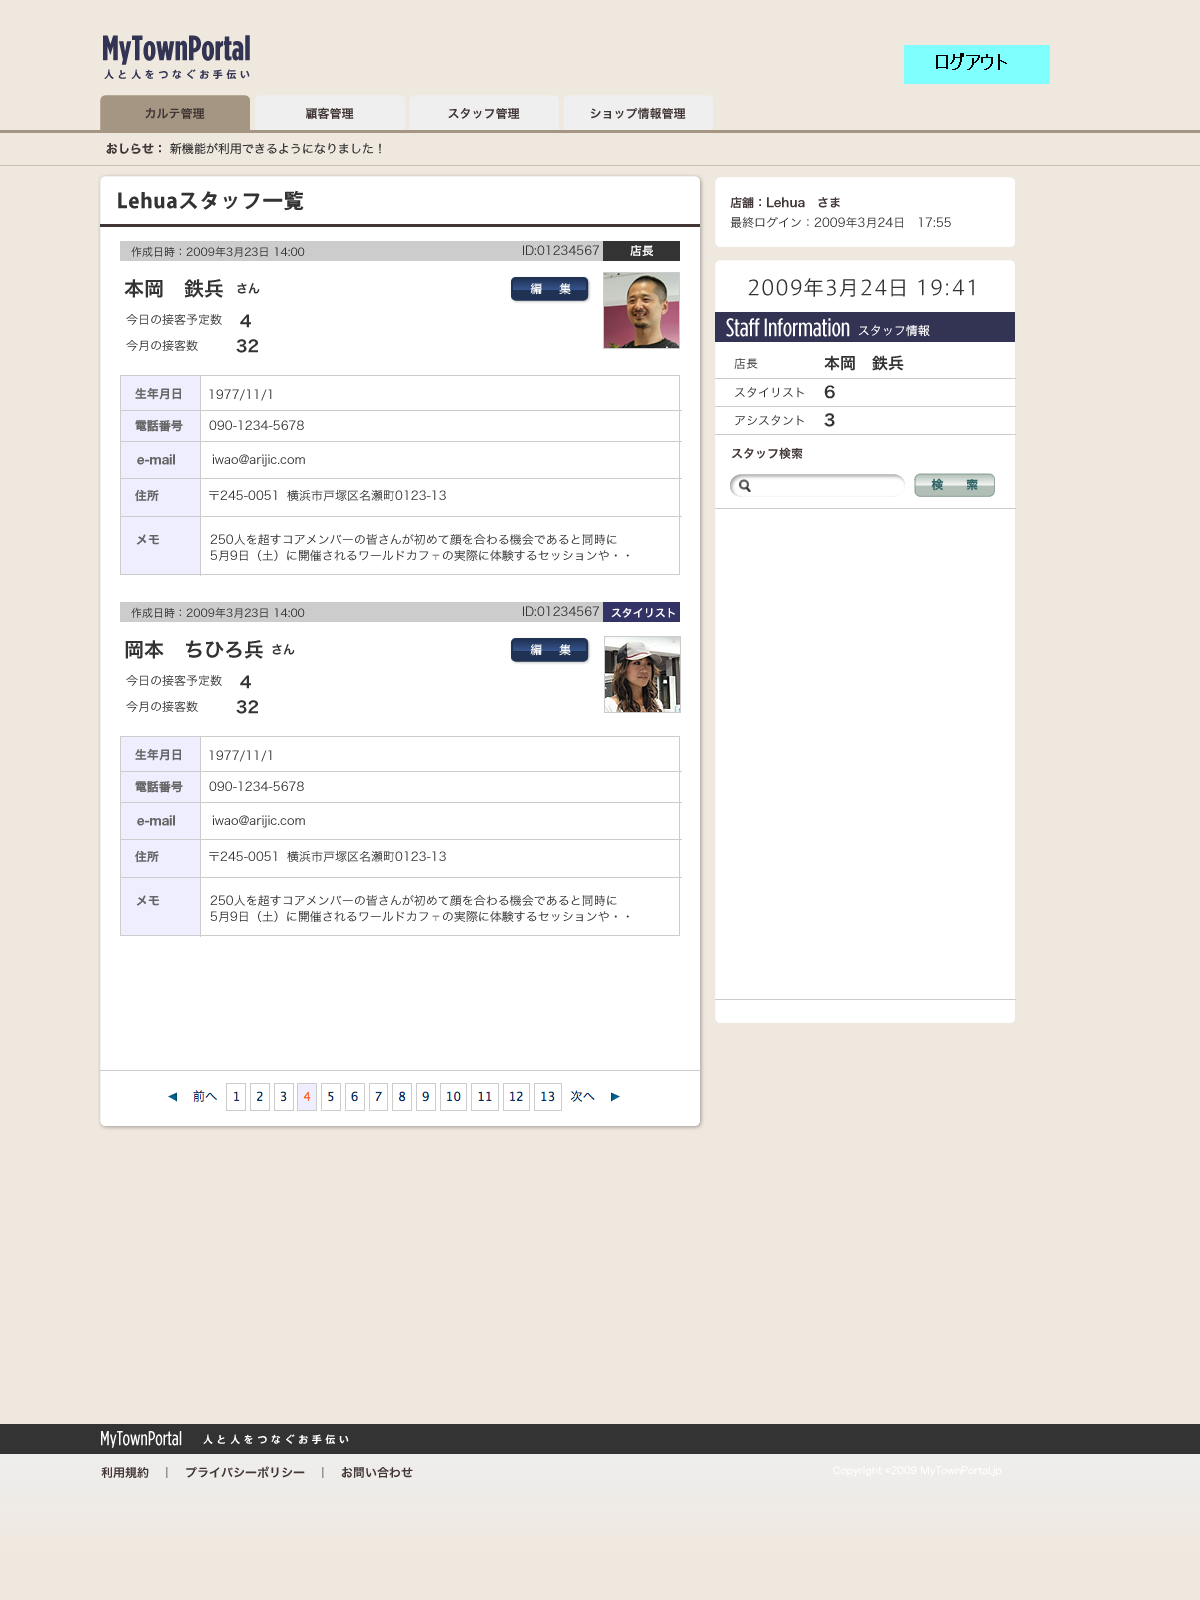 MyTownPortal
人と人をつなぐお手伝い
ログアウト
カルテ管理
顧客管理
スタッフ管理
ショップ情報管理
おしらせ： 新機能が利用できるようになりました！
Lehuaスタッフ一覧
作成日時：2009年3月23日 14:00
ID:01234567
店長
本岡　鉄兵 さん
編　集
今日の接客予定数 4
今月の接客数 32
生年月日 1977/11/1
電話番号 090-1234-5678
e-mail iwao@arijic.com
住所 〒245-0051 横浜市戸塚区名瀬町0123-13
メモ 250人を超すコアメンバーの皆さんが初めて顔を合わる機会であると同時に
5月9日（土）に開催されるワールドカフェの実際に体験するセッションや・・
作成日時：2009年3月23日 14:00
ID:01234567
スタイリスト
岡本　ちひろ兵 さん
編　集
今日の接客予定数 4
今月の接客数 32
生年月日 1977/11/1
電話番号 090-1234-5678
e-mail iwao@arijic.com
住所 〒245-0051 横浜市戸塚区名瀬町0123-13
メモ 250人を超すコアメンバーの皆さんが初めて顔を合わる機会であると同時に
5月9日（土）に開催されるワールドカフェの実際に体験するセッションや・・
◀ 前へ 1 2 3 4 5 6 7 8 9 10 11 12 13 次へ ▶
店舗：Lehua　さま
最終ログイン：2009年3月24日　17:55
2009年3月24日 19:41
Staff Information スタッフ情報
店長 本岡　鉄兵
スタイリスト 6
アシスタント 3
スタッフ検索
検　索
MyTownPortal 人と人をつなぐお手伝い
利用規約 ｜ プライバシーポリシー ｜ お問い合わせ
Copyright ©2009 MyTownPortal.jp